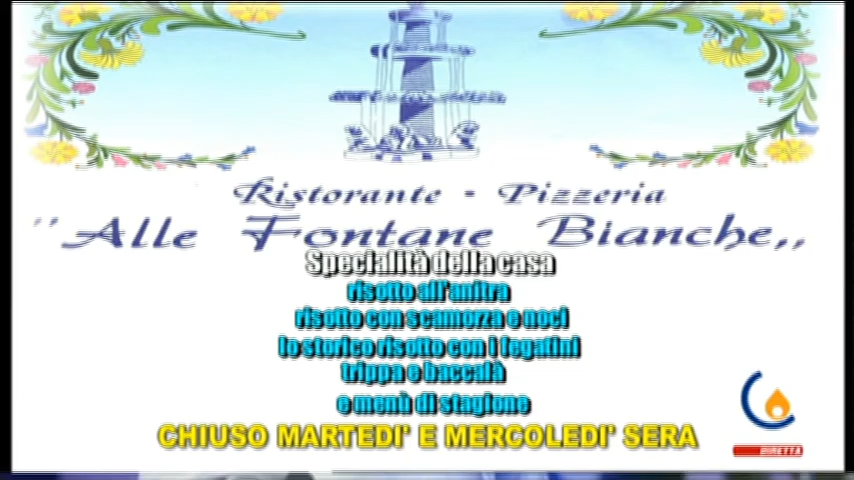 Ristorante - Pizzeria
"Alle Fontane Bianche,,
Specialità della casa
risotto all'anitra
risotto con scamorza e noci
lo storico risotto con i fegatini
trippa e baccalà
e menù di stagione
CHIUSO MARTEDI' E MERCOLEDI' SERA
DIRETTA